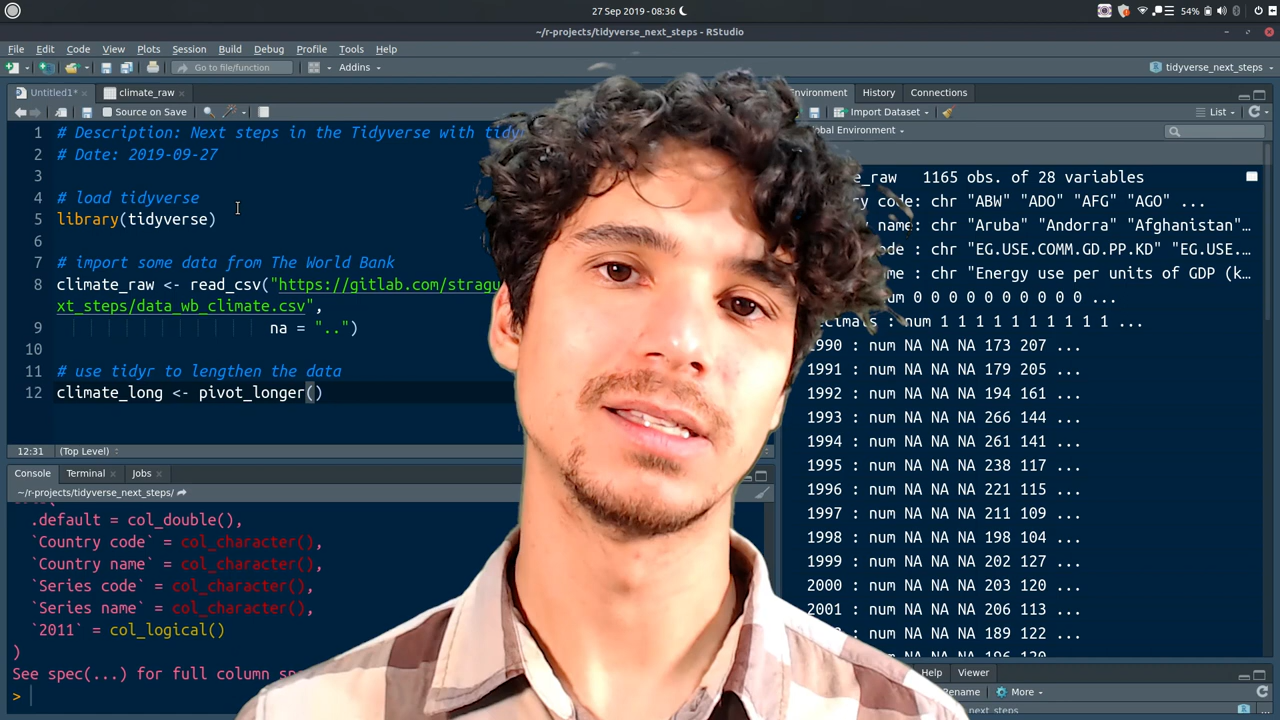 27 Sep 2019 - 08:36
54%
~/r-projects/tidyverse_next_steps - RStudio
File Edit Code View Plots Session Build Debug Profile Tools Help
Go to file/function
Addins
tidyverse_next_steps
Untitled1*
climate_raw
Source on Save
1 # Description: Next steps in the Tidyverse with
2 # Date: 2019-09-27
3
4 # load tidyverse
5 library(tidyverse)
6
7 # import some data from The World Bank
8 climate_raw <- read_csv("https://gitlab.com/
xt_steps/data_wb_climate.csv",
9 na = "..")
10
11 # use tidyr to lengthen the data
12 climate_long <- pivot_longer()
12:31 (Top Level)
Console Terminal Jobs
~/r-projects/tidyverse_next_steps/
.default = col_double(),
`Country code` = col_character(),
`Country name` = col_character(),
`Series code` = col_character(),
`Series name` = col_character(),
`2011` = col_logical()
)
See spec(...) for full column
>
Environment History Connections
Import Dataset
List
Environment
1165 obs. of 28 variables
code: chr "ABW" "ADO" "AFG" "AGO" ...
name: chr "Aruba" "Andorra" "Afghanistan"…
: chr "EG.USE.COMM.GD.PP.KD" "EG.USE.…
: chr "Energy use per units of GDP (k…
0 0 0 0 0 0 0 0 0 0 ...
: num 1 1 1 1 1 1 1 1 1 1 ...
1990 : num NA NA NA 173 207 ...
1991 : num NA NA NA 179 205 ...
1992 : num NA NA NA 194 161 ...
1993 : num NA NA NA 266 144 ...
1994 : num NA NA NA 261 141 ...
1995 : num NA NA NA 238 117 ...
1996 : num NA NA NA 221 115 ...
1997 : num NA NA NA 211 109 ...
1998 : num NA NA NA 198 104 ...
1999 : num NA NA NA 202 127 ...
2000 : num NA NA NA 203 120 ...
2001 : num NA NA NA 206 113 ...
: num NA NA NA 189 122 ...
Help Viewer
More